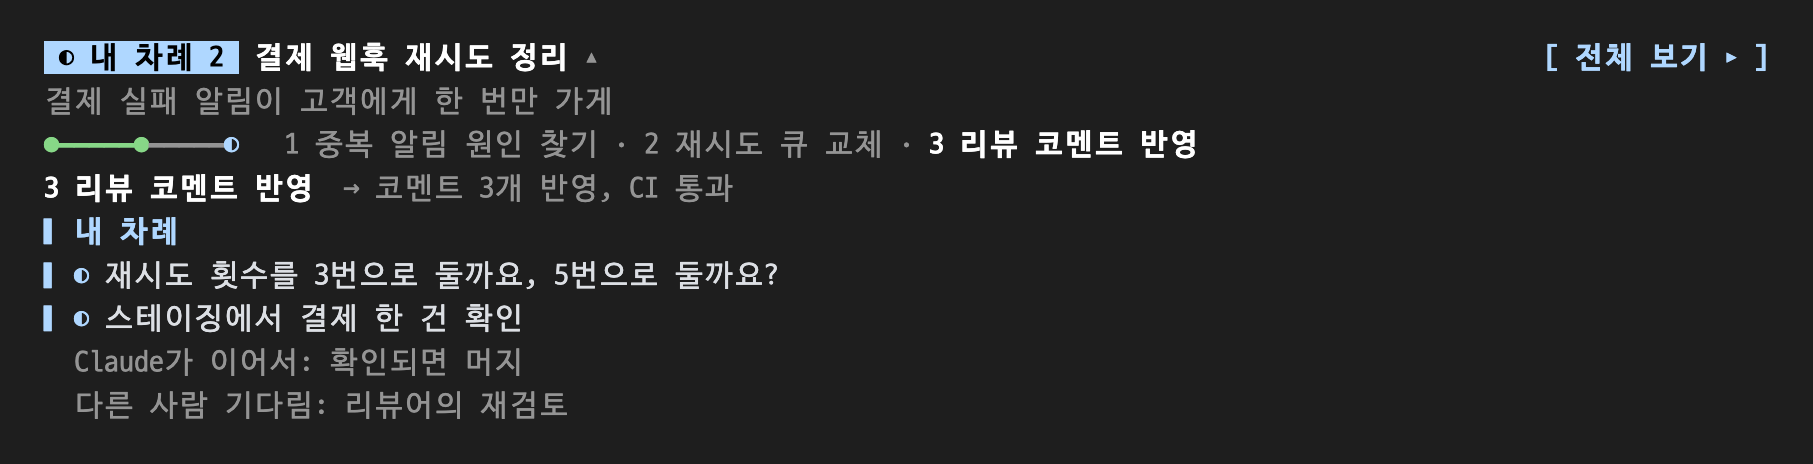 ◐ 내 차례 2 결제 웹훅 재시도 정리 ▲ [ 전체 보기 ▸ ]
결제 실패 알림이 고객에게 한 번만 가게
1 중복 알림 원인 찾기 · 2 재시도 큐 교체 · 3 리뷰 코멘트 반영
3 리뷰 코멘트 반영 → 코멘트 3개 반영, CI 통과
내 차례
◐ 재시도 횟수를 3번으로 둘까요, 5번으로 둘까요?
◐ 스테이징에서 결제 한 건 확인
Claude가 이어서: 확인되면 머지
다른 사람 기다림: 리뷰어의 재검토